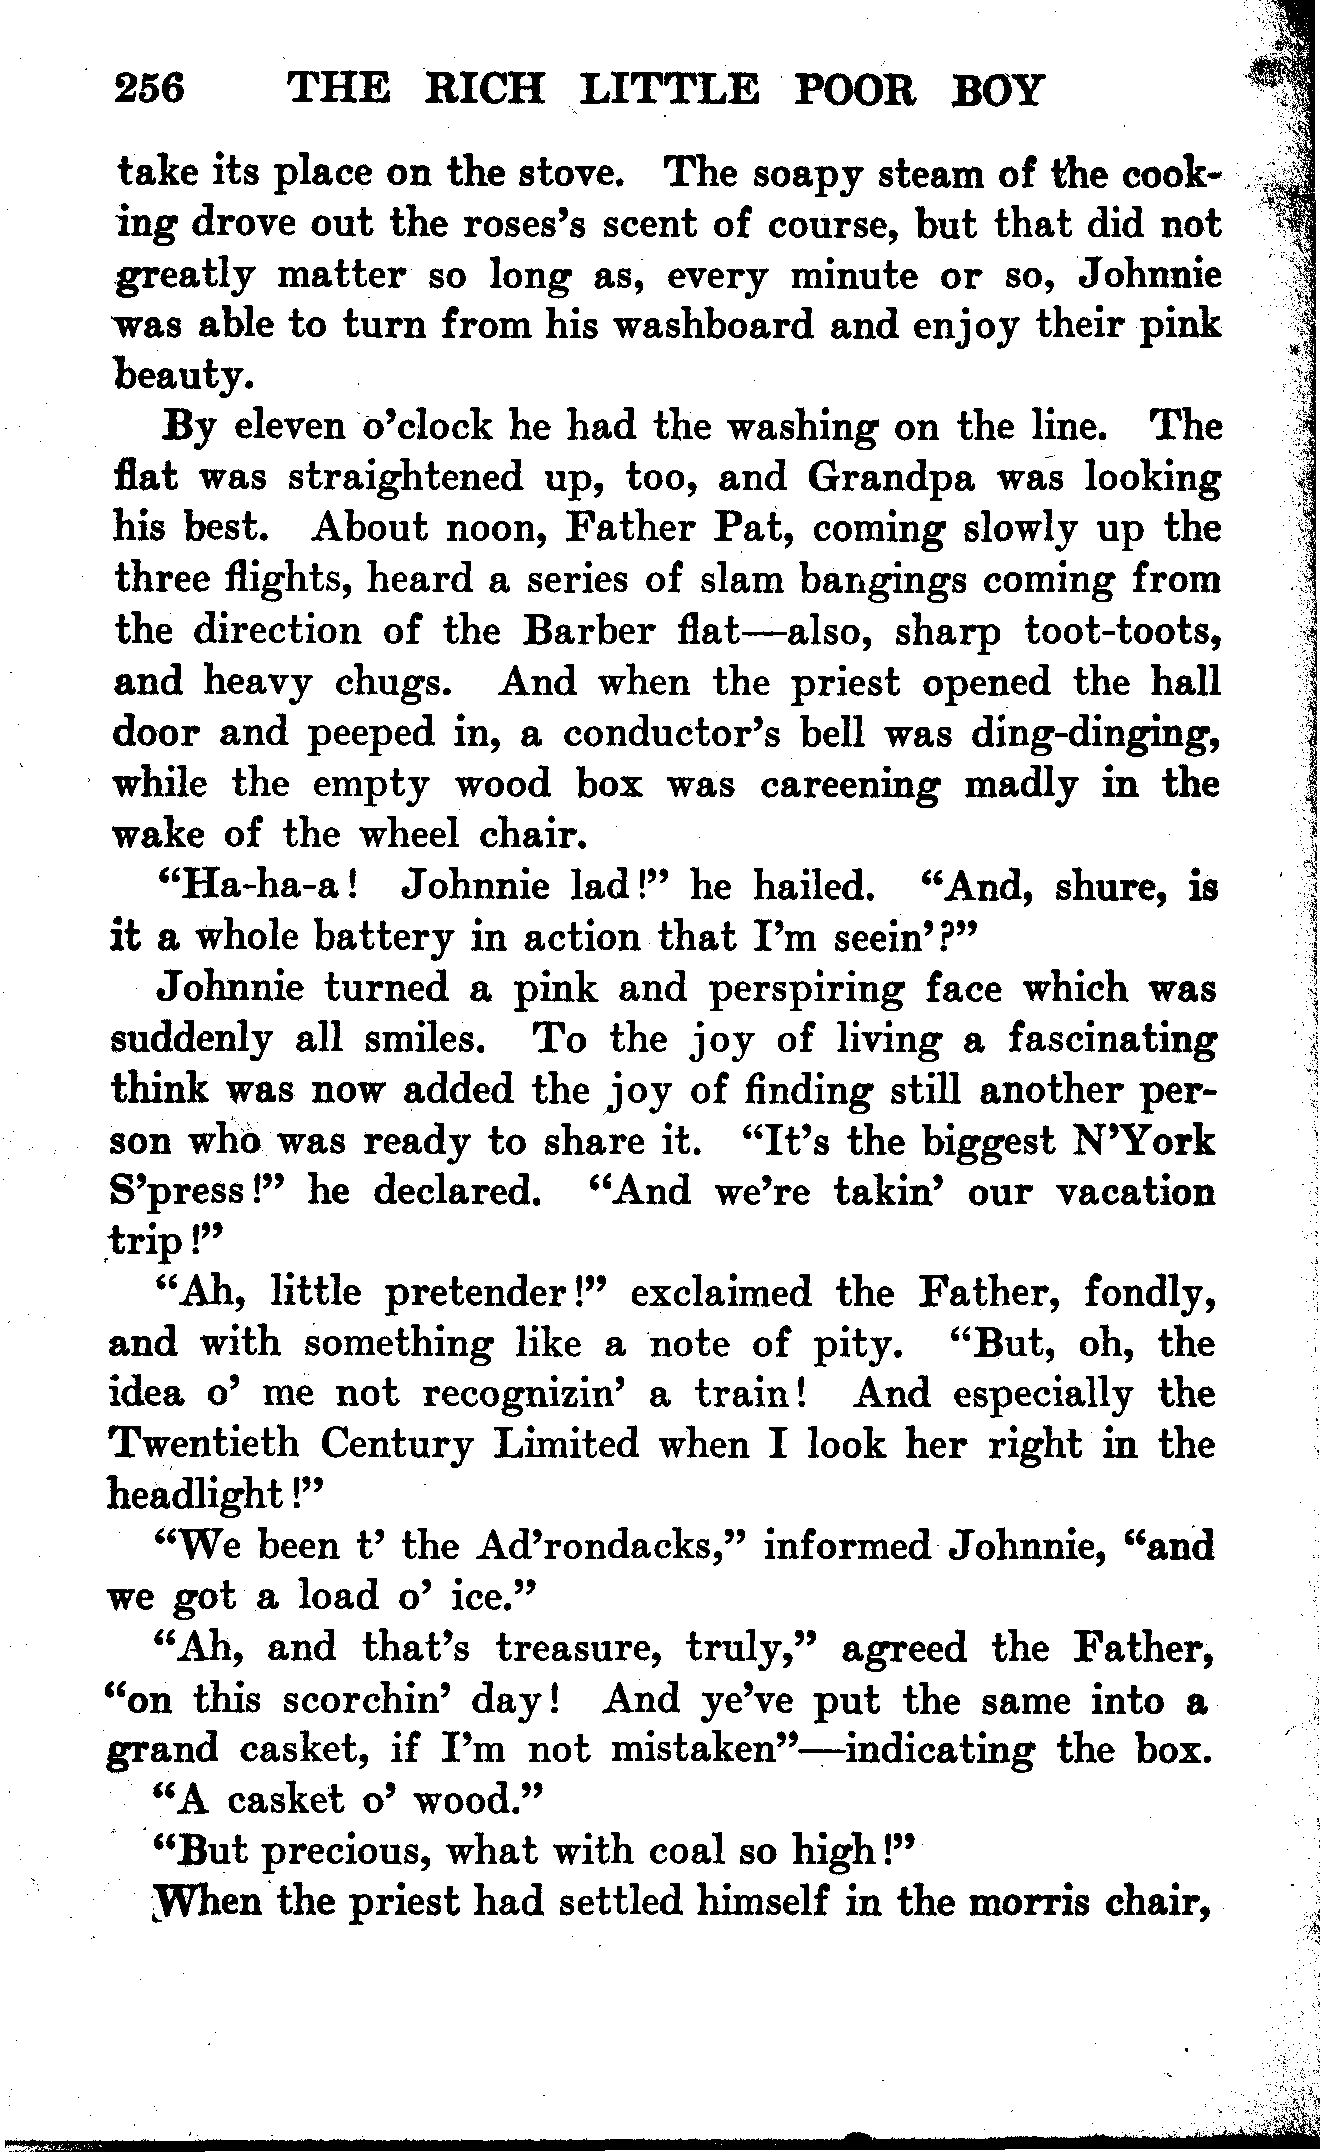 256 THE RICH LITTLE POOR BOY
take its place on the stove. The soapy steam of the cook-
ing drove out the roses's scent of course, but that did not
greatly matter so long as, every minute or so, Johnnie
was able to turn from his washboard and enjoy their pink
beauty.
By eleven o'clock he had the washing on the line. The
flat was straightened up, too, and Grandpa was looking
his best. About noon, Father Pat, coming slowly up the
three flights, heard a series of slam bangings coming from
the direction of the Barber flat—also, sharp toot-toots,
and heavy chugs. And when the priest opened the hall
door and peeped in, a conductor's bell was ding-dinging,
while the empty wood box was careening madly in the
wake of the wheel chair.
“Ha-ha-a! Johnnie lad!” he hailed. “And, shure, is
it a whole battery in action that I'm seein'?”
Johnnie turned a pink and perspiring face which was
suddenly all smiles. To the joy of living a fascinating
think was now added the joy of finding still another per-
son who was ready to share it. “It's the biggest N'York
S'press!” he declared. “And we're takin' our vacation
trip!”
“Ah, little pretender!” exclaimed the Father, fondly,
and with something like a note of pity. “But, oh, the
idea o' me not recognizin' a train! And especially the
Twentieth Century Limited when I look her right in the
headlight!”
“We been t' the Ad'rondacks,” informed Johnnie, “and
we got a load o' ice.”
“Ah, and that's treasure, truly,” agreed the Father,
“on this scorchin' day! And ye've put the same into a
grand casket, if I'm not mistaken”—indicating the box.
“A casket o' wood.”
“But precious, what with coal so high!”
When the priest had settled himself in the morris chair,